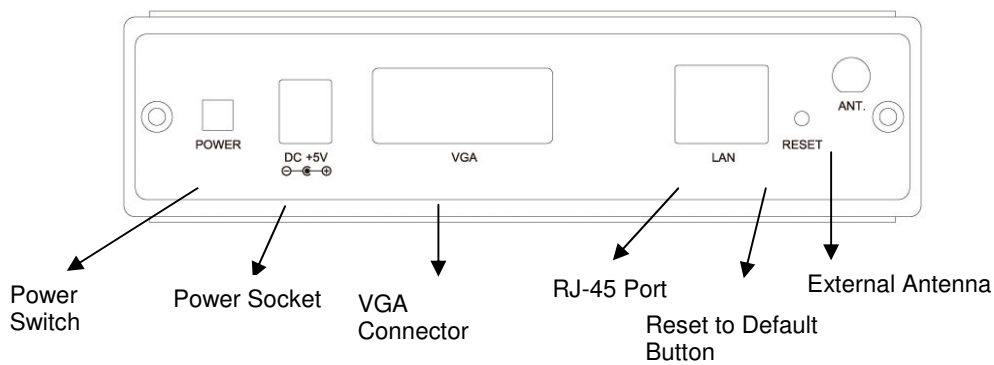 ANT.
POWER
DC +5V
VGA
LAN
RESET
Power
Switch
Power Socket
VGA
Connector
RJ-45 Port
Reset to Default
Button
External Antenna